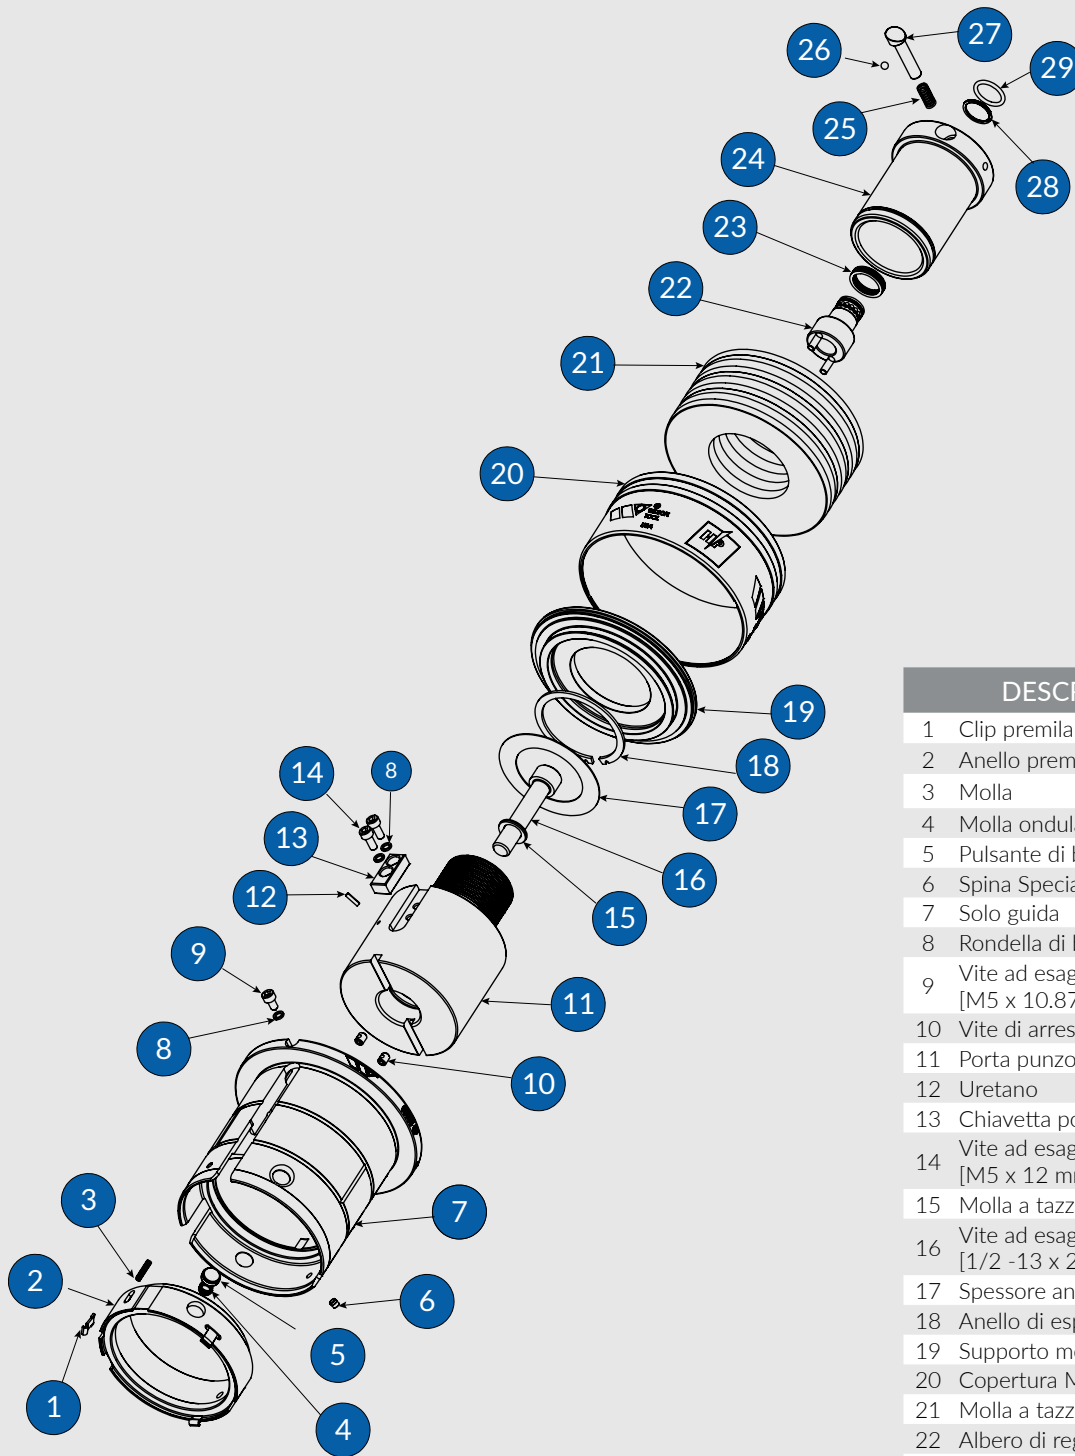 27
26
29
25
24
28
23
22
21
20
19
18
14
8
17
13
16
12
15
9
11
8
10
3
7
2
6
5
1
4
DESCR
1 Clip premila
2 Anello prem
3 Molla
4 Molla ondula
5 Pulsante di b
6 Spina Specia
7 Solo guida
8 Rondella di
9 Vite ad esag
[M5 x 10.87
10 Vite di arres
11 Porta punzo
12 Uretano
13 Chiavetta po
14 Vite ad esag
[M5 x 12 m
15 Molla a tazz
16 Vite ad esag
[1/2 -13 x 2
17 Spessore an
18 Anello di esp
19 Supporto mo
20 Copertura M
21 Molla a tazz
22 Albero di reg